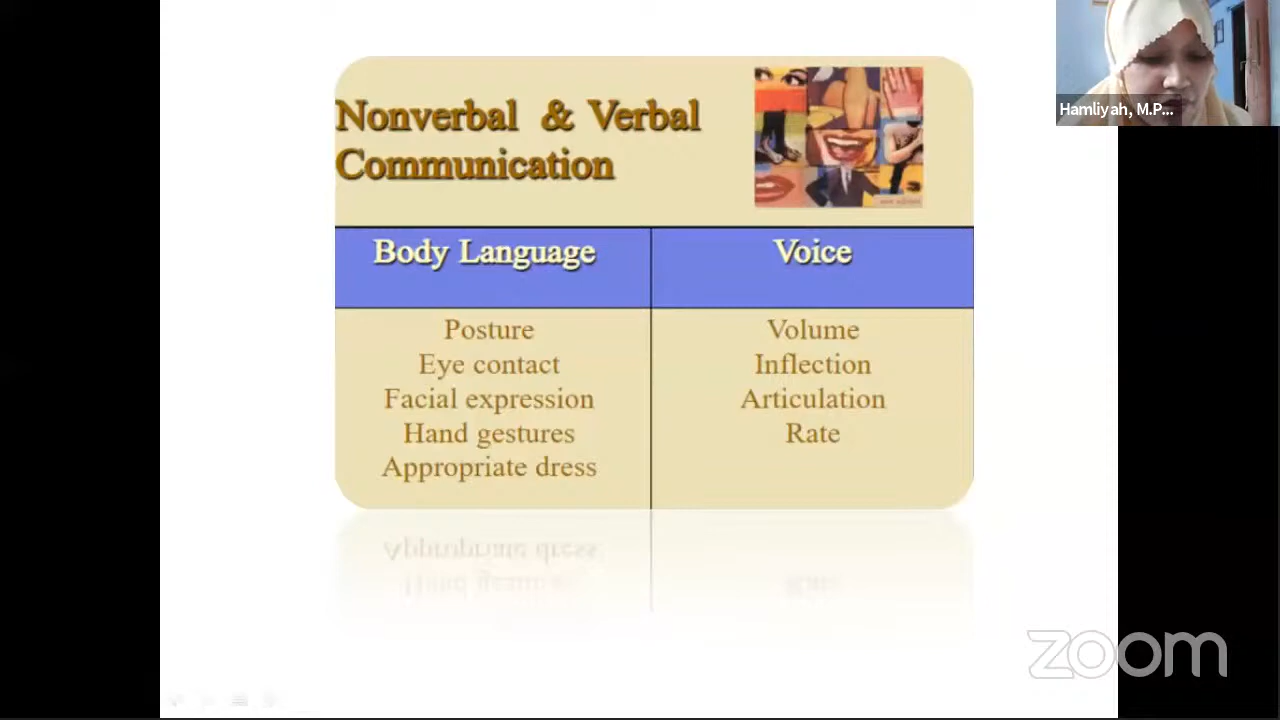 Nonverbal & Verbal
Communication
Body Language
Voice
Posture
Eye contact
Facial expression
Hand gestures
Appropriate dress
Volume
Inflection
Articulation
Rate
Hamliyah, M.P...
zoom